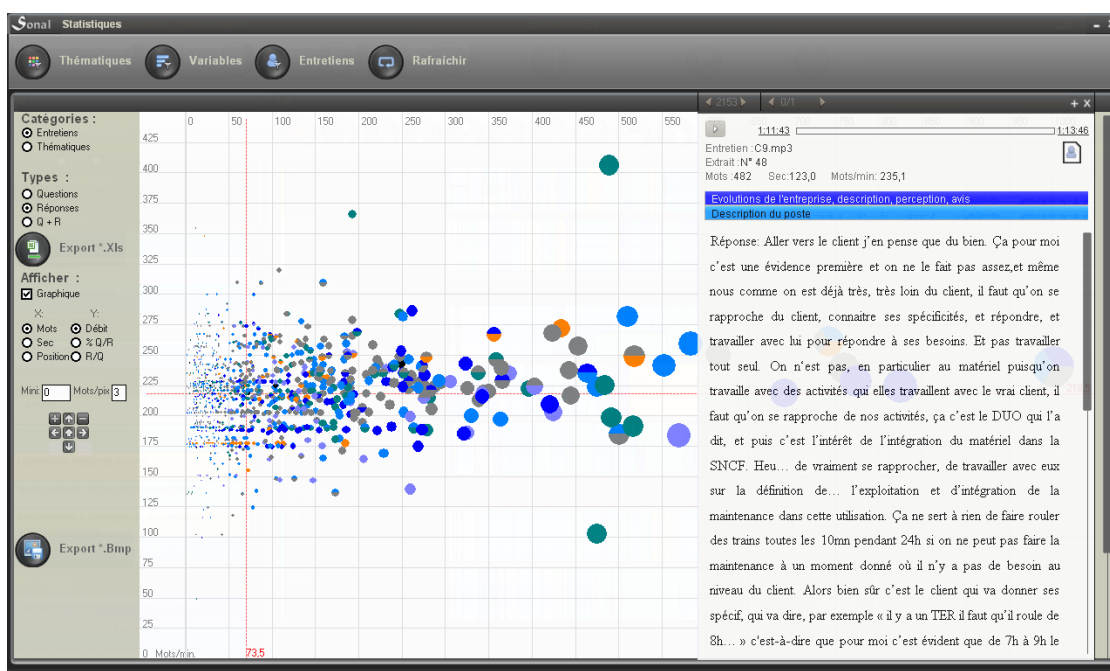 Sonal Statistiques
Thématiques Variables Entretiens Rafraichir
2153 0/1 + x
Catégories :
Entretiens
Thématiques
Types :
Questions
Réponses
Q + R
Export *.Xls
Afficher :
Graphique
X: Y:
Mots Débit
Sec % Q/R
Position R/Q
Mini: 0 Mots/pix 3
Export *.Bmp
0 50 100 150 200 250 300 350 400 450 500 550
425
400
375
350
325
300
275
250
225
200
175
150
125
100
75
50
25
0 Mots/min. 73,5
1:11:43 1:13:46
Entretien :C9.mp3
Extrait :N° 48
Mots :482 Sec:123,0 Mots/min: 235,1
Evolutions de l'entreprise, description, perception, avis
Description du poste
Réponse: Aller vers le client j'en pense que du bien. Ça pour moi
c'est une évidence première et on ne le fait pas assez,et même
nous comme on est déjà très, très loin du client, il faut qu'on se
rapproche du client, connaitre ses spécificités, et répondre, et
travailler avec lui pour répondre à ses besoins. Et pas travailler
tout seul. On n'est pas, en particulier au matériel puisqu'on
travaille avec des activités qui elles travaillent avec le vrai client, il
faut qu'on se rapproche de nos activités, ça c'est le DUO qui l'a
dit, et puis c'est l'intérêt de l'intégration du matériel dans la
SNCF. Heu... de vraiment se rapprocher, de travailler avec eux
sur la définition de... l'exploitation et d'intégration de la
maintenance dans cette utilisation. Ça ne sert à rien de faire rouler
des trains toutes les 10mn pendant 24h si on ne peut pas faire la
maintenance à un moment donné où il n'y a pas de besoin au
niveau du client. Alors bien sûr c'est le client qui va donner ses
spécif, qui va dire, par exemple « il y a un TER il faut qu'il roule de
8h... » c'est-à-dire que pour moi c'est évident que de 7h à 9h le